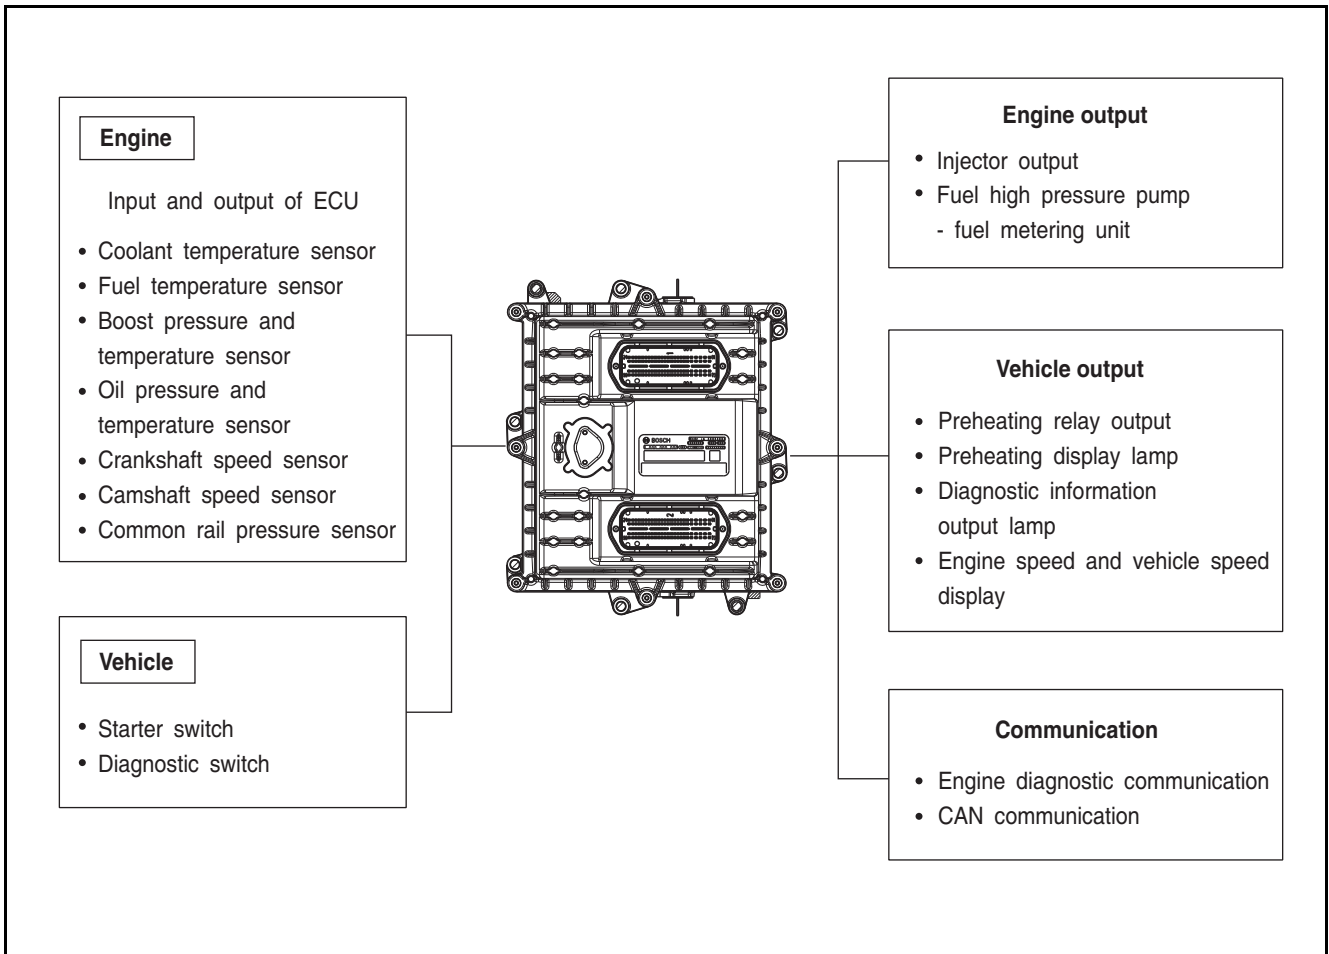 Engine
Input and output of ECU
• Coolant temperature sensor
• Fuel temperature sensor
• Boost pressure and
temperature sensor
• Oil pressure and
temperature sensor
• Crankshaft speed sensor
• Camshaft speed sensor
• Common rail pressure sensor
Vehicle
• Starter switch
• Diagnostic switch
BOSCH
Engine output
• Injector output
• Fuel high pressure pump
- fuel metering unit
Vehicle output
• Preheating relay output
• Preheating display lamp
• Diagnostic information
output lamp
• Engine speed and vehicle speed
display
Communication
• Engine diagnostic communication
• CAN communication